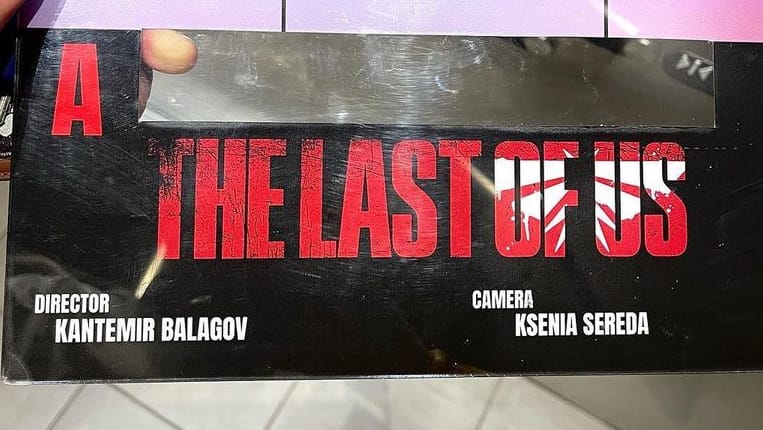 A
THE LAST OF US
DIRECTOR
KANTEMIR BALAGOV
CAMERA
KSENIA SEREDA